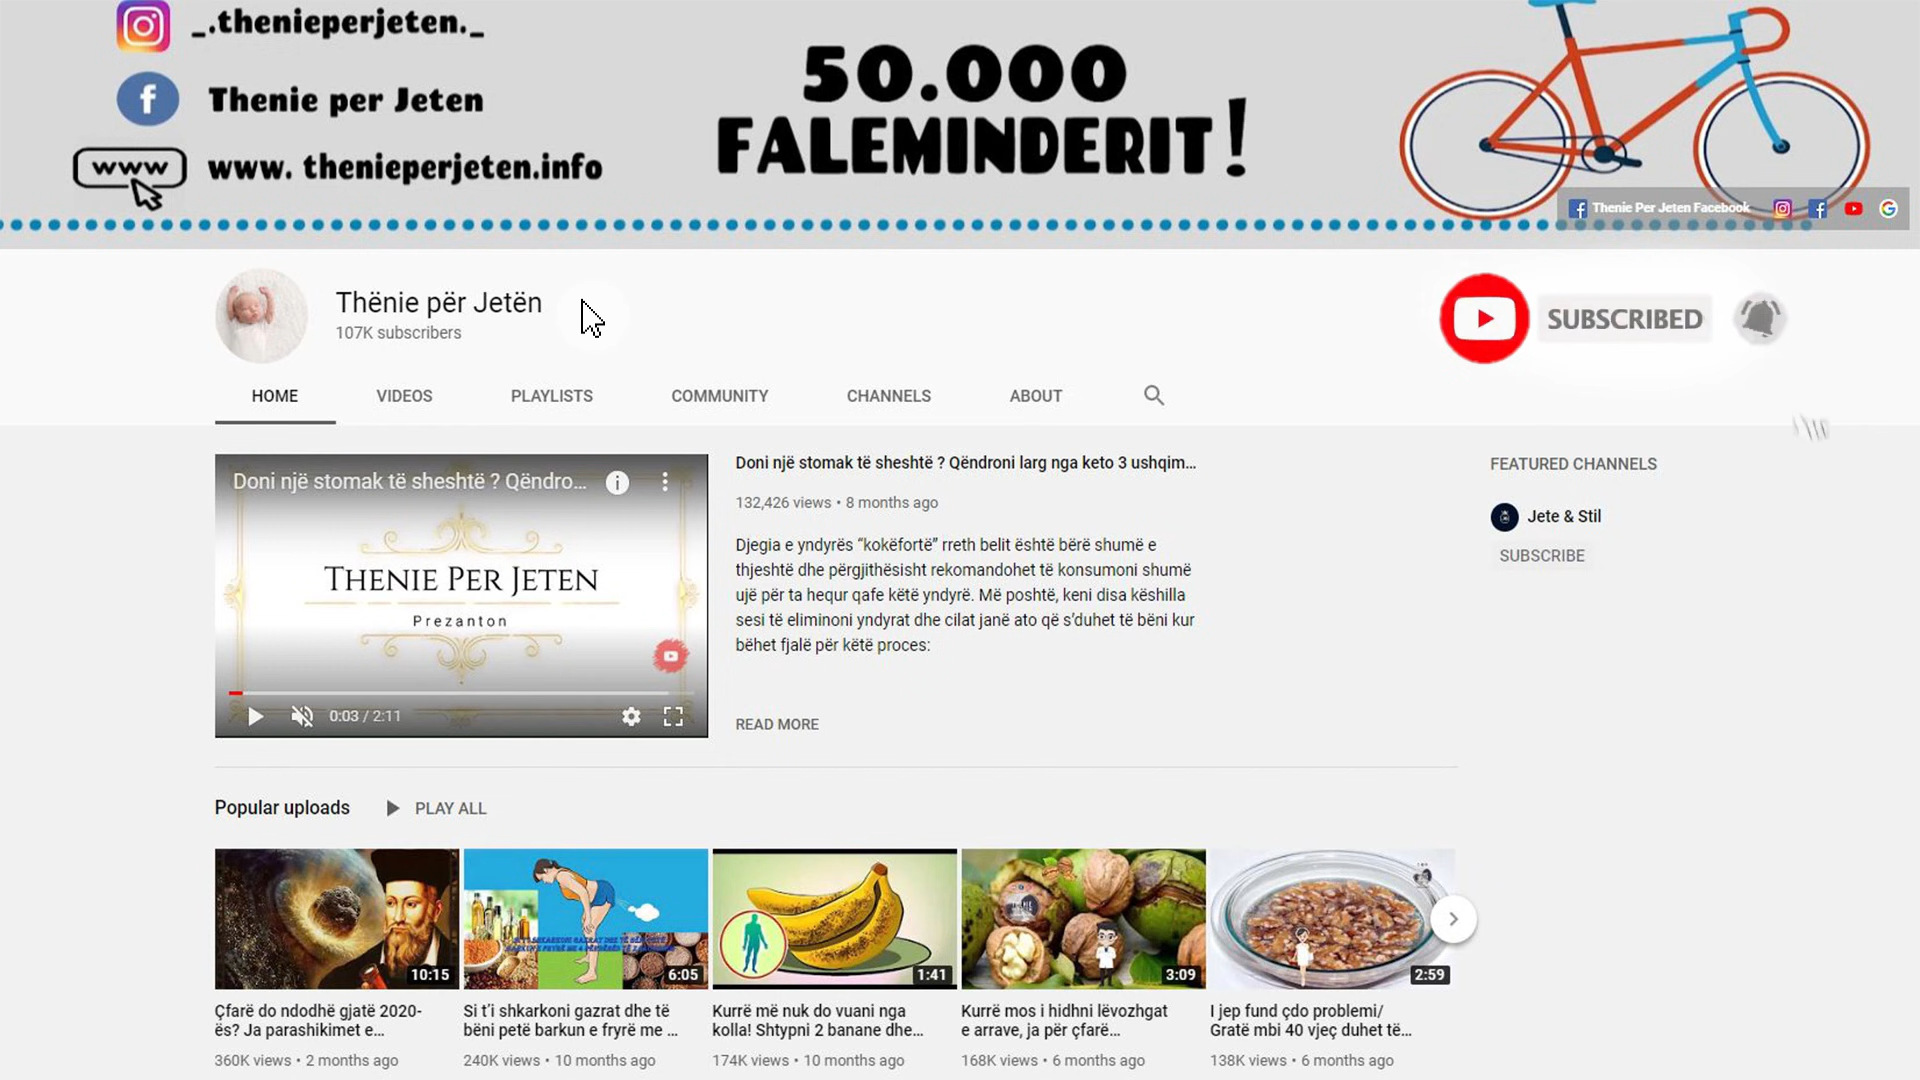 _.thenieperjeten._
Thenie per Jeten
www
www. thenieperjeten.info
50.000
FALEMINDERIT!
Thenie Per Jeten Facebook
Thënie për Jetën
107K subscribers
SUBSCRIBED
HOME
VIDEOS
PLAYLISTS
COMMUNITY
CHANNELS
ABOUT
Doni një stomak të sheshtë ? Qëndro...
THENIE PER JETEN
Prezanton
0:03 / 2:11
Doni një stomak të sheshtë ? Qëndroni larg nga keto 3 ushqim...
132,426 views • 8 months ago
Djegia e yndyrës “kokëfortë” rreth belit është bërë shumë e
thjeshtë dhe përgjithësisht rekomandohet të konsumoni shumë
ujë për ta hequr qafe këtë yndyrë. Më poshtë, keni disa këshilla
sesi të eliminoni yndyrat dhe cilat janë ato që s’duhet të bëni kur
bëhet fjalë për këtë proces:
READ MORE
FEATURED CHANNELS
Jete & Stil
SUBSCRIBE
Popular uploads
PLAY ALL
10:15
6:05
1:41
3:09
2:59
Çfarë do ndodhë gjatë 2020-
ës? Ja parashikimet e...
360K views • 2 months ago
Si t’i shkarkoni gazrat dhe të
bëni petë barkun e fryrë me ...
240K views • 10 months ago
Kurrë më nuk do vuani nga
kolla! Shtypni 2 banane dhe...
174K views • 10 months ago
Kurrë mos i hidhni lëvozhgat
e arrave, ja për çfarë...
168K views • 6 months ago
I jep fund çdo problemi/
Gratë mbi 40 vjeç duhet të...
138K views • 6 months ago